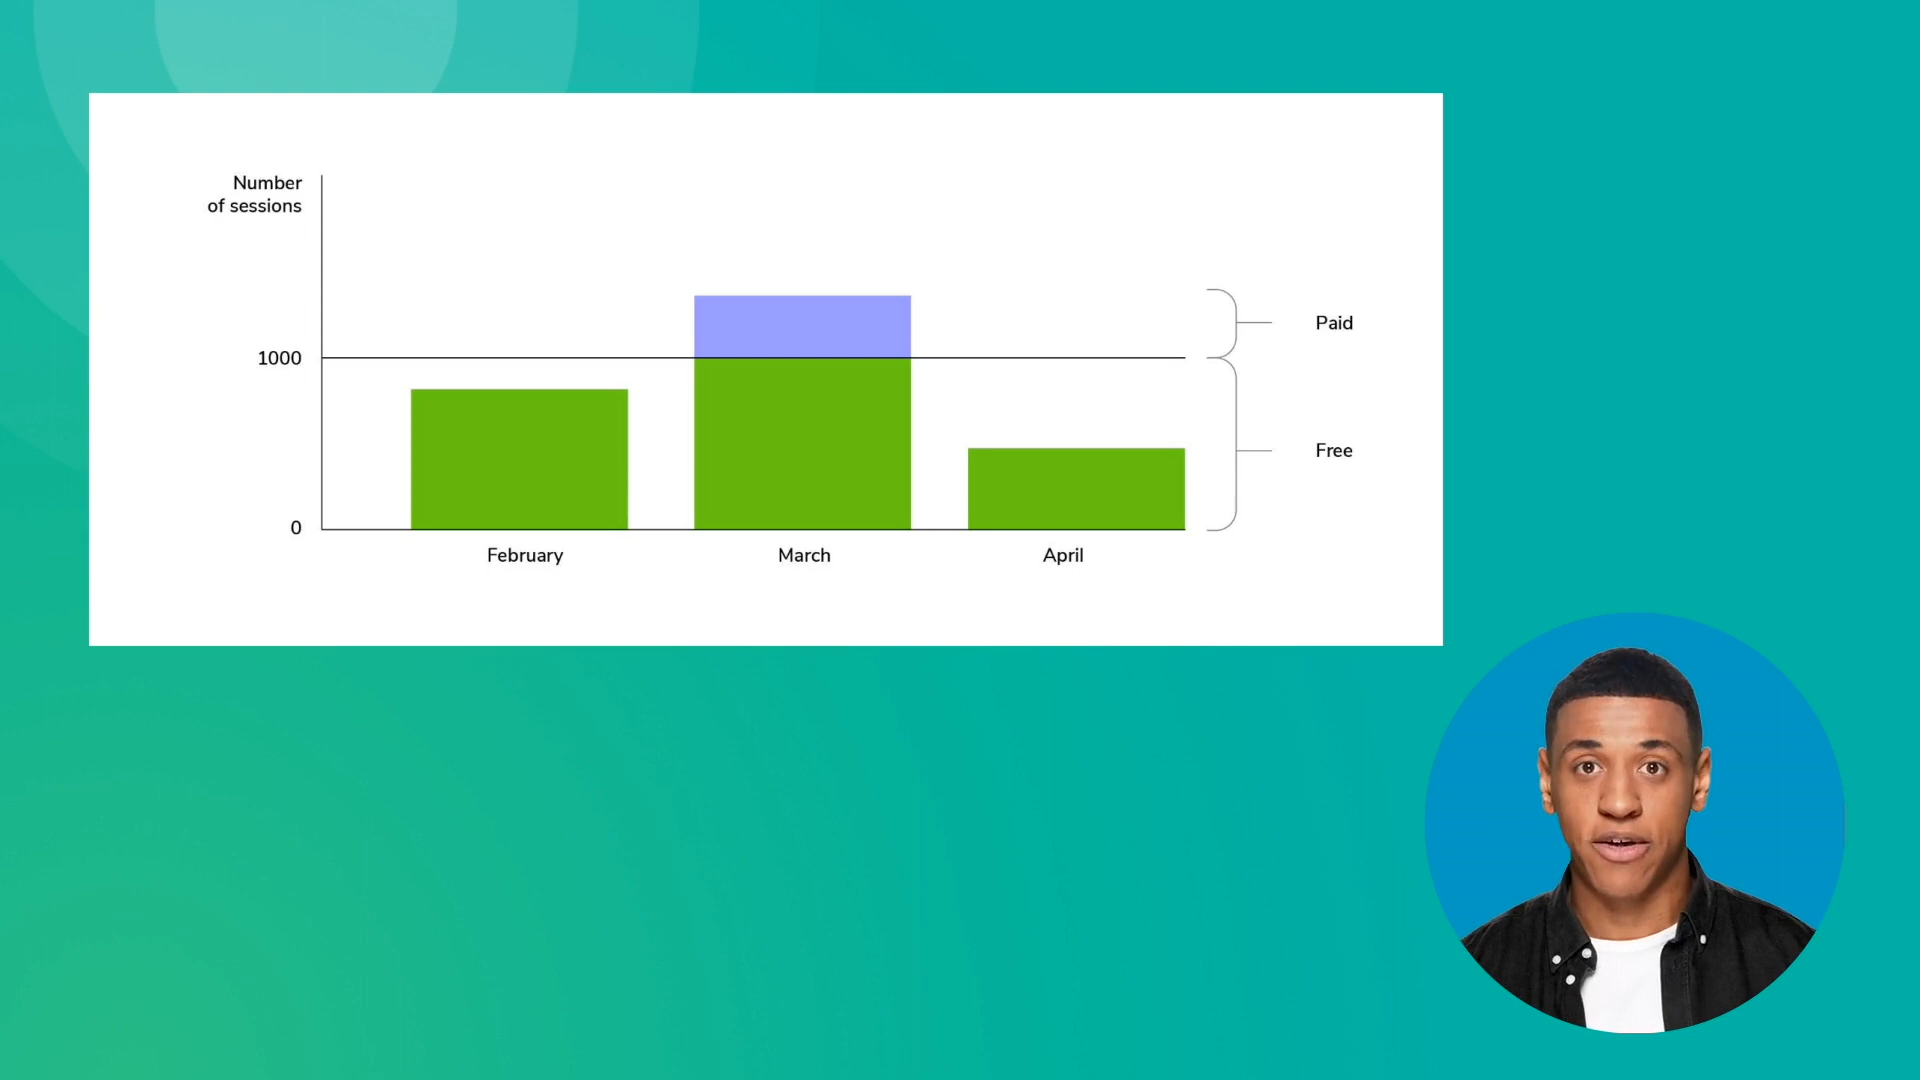 Number
of sessions
Paid
1000
Free
0
February
March
April